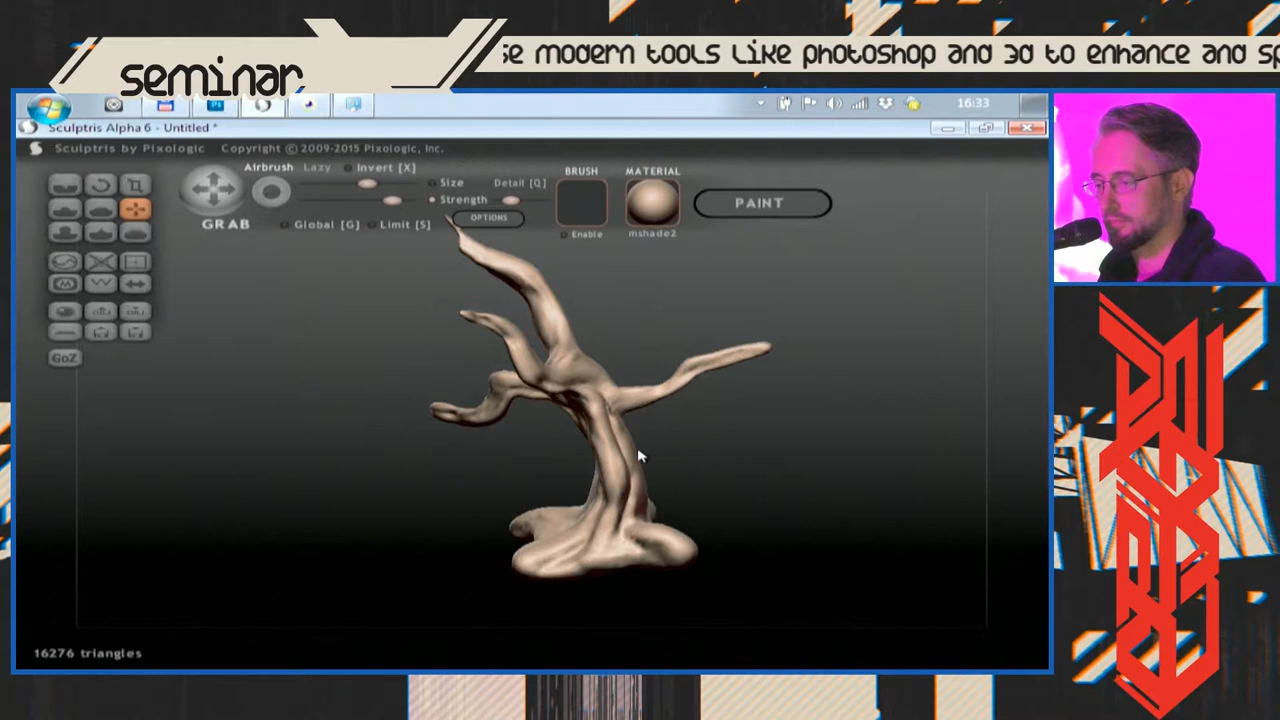 seminar
se modern tools like photoshop and 3d to enhance and sp
16:33
Sculptris Alpha 6 - Untitled *
Sculptris by Pixologic Copyright © 2009-2015 Pixologic, Inc.
Airbrush Lazy Invert [X]
Size Detail [Q]
Strength
OPTIONS
GRAB Global [G] Limit [S]
BRUSH
Enable
MATERIAL
mshade2
PAINT
GoZ
16276 triangles